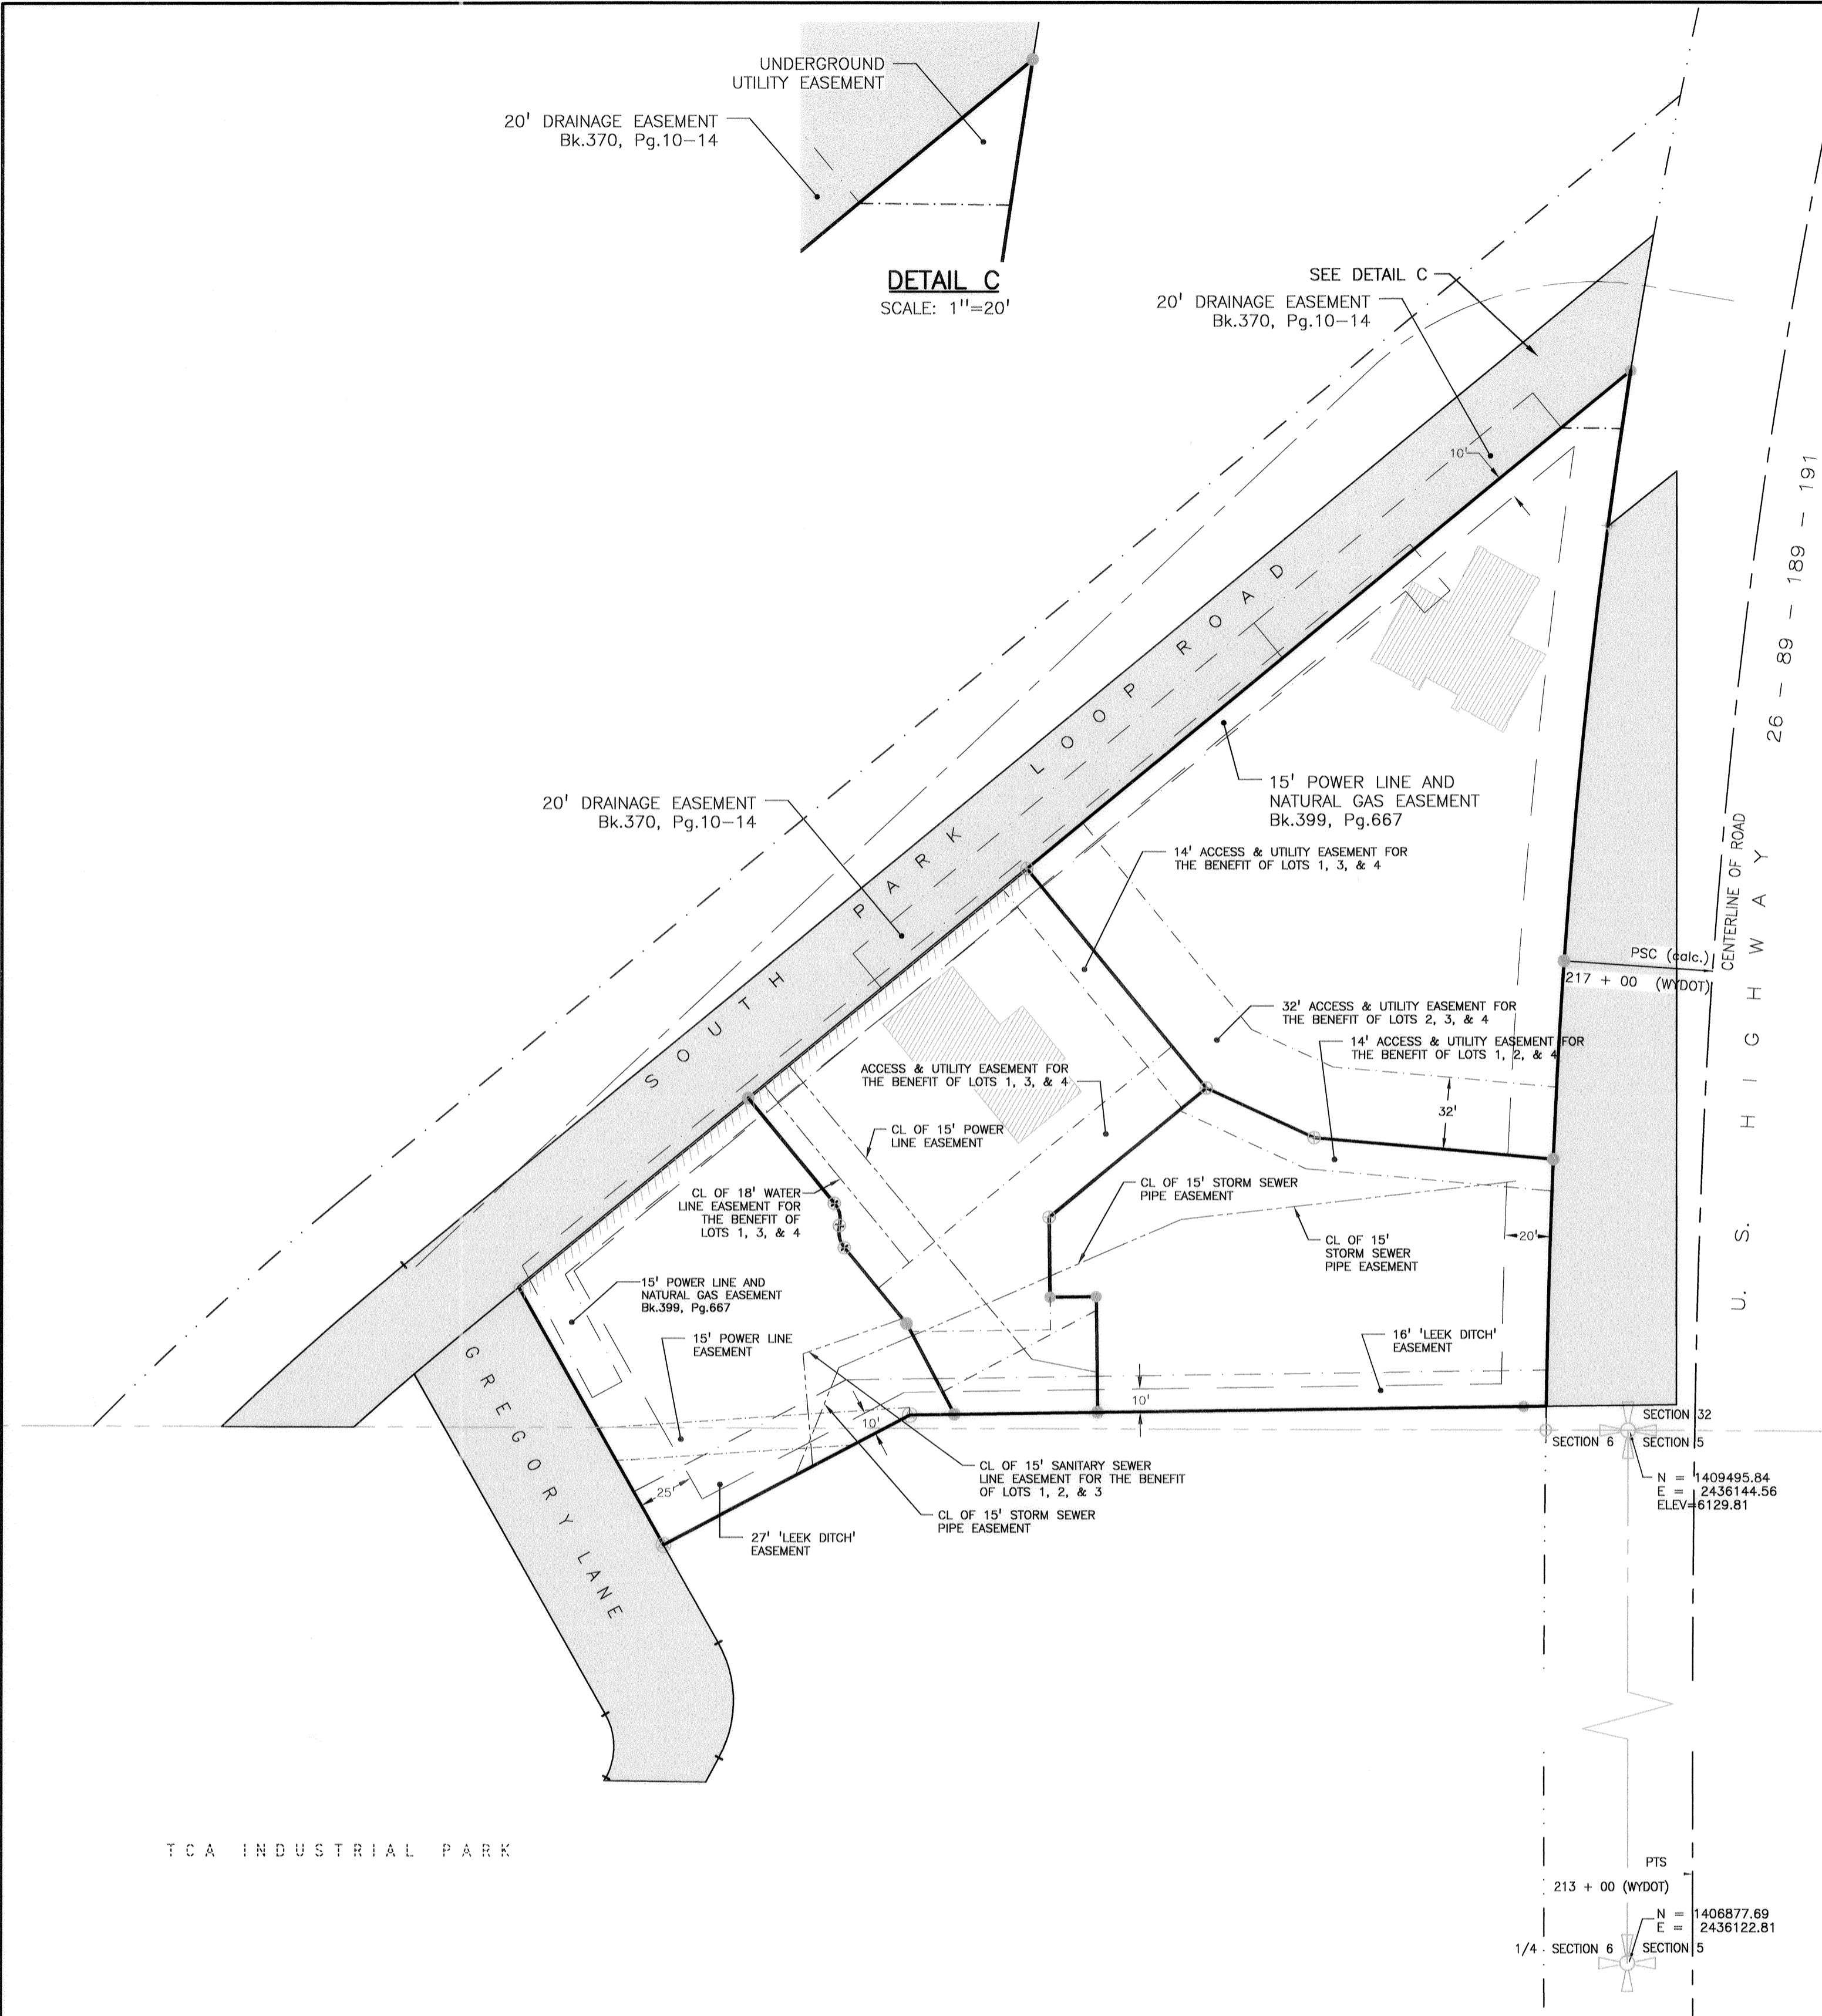 UNDERGROUND
UTILITY EASEMENT
20' DRAINAGE EASEMENT
Bk.370, Pg.10-14
DETAIL C
SCALE: 1"=20'
SEE DETAIL C
20' DRAINAGE EASEMENT
Bk.370, Pg.10-14
10'
26 - 89 - 189 - 191
SOUTH PARK LOOP ROAD
15' POWER LINE AND
NATURAL GAS EASEMENT
Bk.399, Pg.667
20' DRAINAGE EASEMENT
Bk.370, Pg.10-14
14' ACCESS & UTILITY EASEMENT FOR
THE BENEFIT OF LOTS 1, 3, & 4
CENTERLINE OF ROAD
U. S. HIGHWAY
PSC (calc.)
217 + 00 (WYDOT)
32' ACCESS & UTILITY EASEMENT FOR
THE BENEFIT OF LOTS 2, 3, & 4
14' ACCESS & UTILITY EASEMENT FOR
THE BENEFIT OF LOTS 1, 2, & 4
ACCESS & UTILITY EASEMENT FOR
THE BENEFIT OF LOTS 1, 3, & 4
32'
CL OF 15' POWER
LINE EASEMENT
CL OF 18' WATER
LINE EASEMENT FOR
THE BENEFIT OF
LOTS 1, 3, & 4
CL OF 15' STORM SEWER
PIPE EASEMENT
CL OF 15'
STORM SEWER
PIPE EASEMENT
20'
15' POWER LINE AND
NATURAL GAS EASEMENT
Bk.399, Pg.667
15' POWER LINE
EASEMENT
16' 'LEEK DITCH'
EASEMENT
10'
10'
GREGORY LANE
SECTION 32
SECTION 6
SECTION 5
N = 1409495.84
E = 2436144.56
ELEV=6129.81
CL OF 15' SANITARY SEWER
LINE EASEMENT FOR THE BENEFIT
OF LOTS 1, 2, & 3
25'
CL OF 15' STORM SEWER
PIPE EASEMENT
27' 'LEEK DITCH'
EASEMENT
TCA INDUSTRIAL PARK
PTS
213 + 00 (WYDOT)
N = 1406877.69
E = 2436122.81
1/4 SECTION 6
SECTION 5